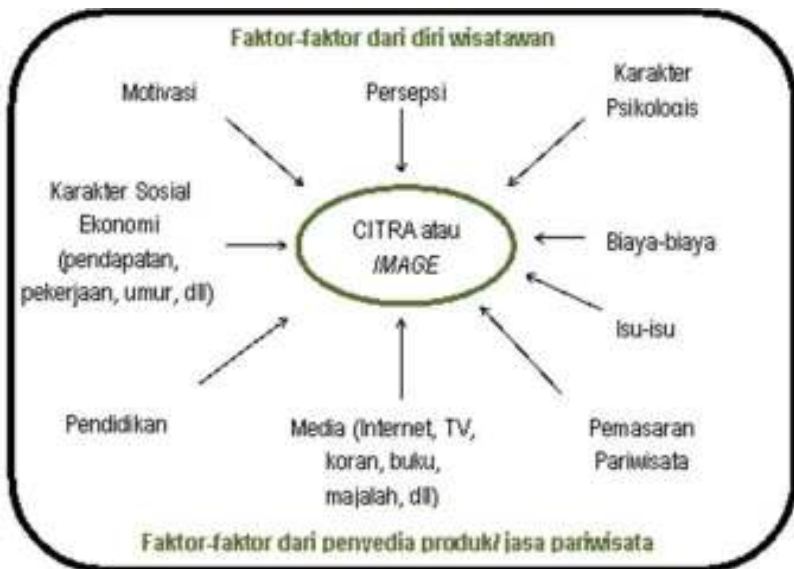 Faktor-faktor dari diri wisatawan
Motivasi
Persepsi
Karakter
Psikologis
Karakter Sosial
Ekonomi
(pendapatan,
pekerjaan, umur, dll)
CITRA atau
IMAGE
Biaya-biaya
Isu-isu
Pendidikan
Media (Internet, TV,
koran, buku,
majalah, dll)
Pemasaran
Pariwisata
Faktor-faktor dari penyedia produk/ jasa pariwisata